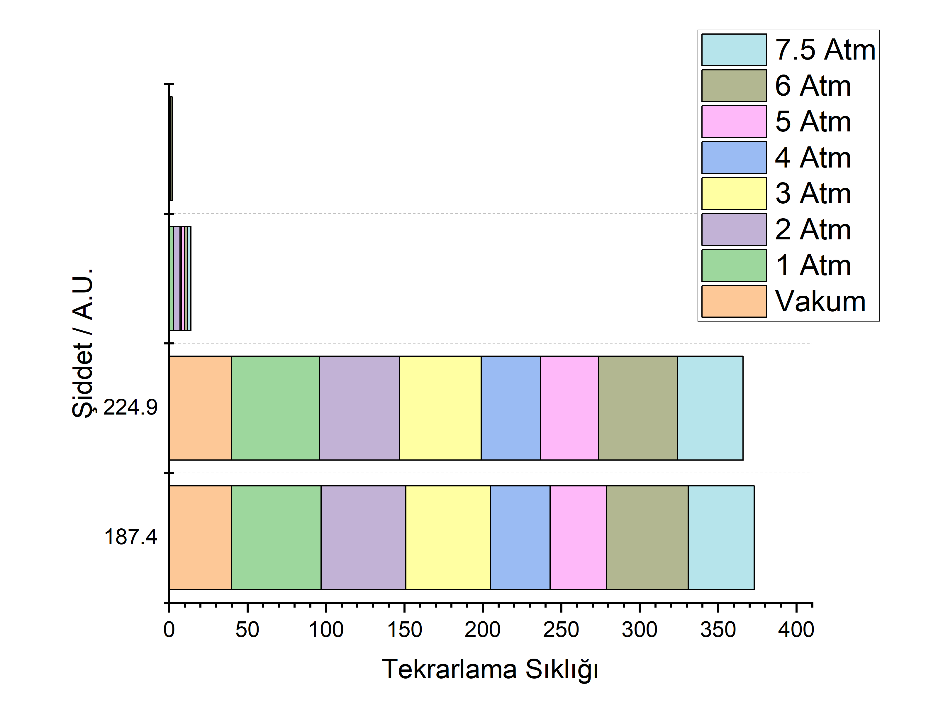 7.5 Atm
6 Atm
5 Atm
4 Atm
3 Atm
2 Atm
1 Atm
Vakum
Şiddet / A.U.
224.9
187.4
0 50 100 150 200 250 300 350 400
Tekrarlama Sıklığı